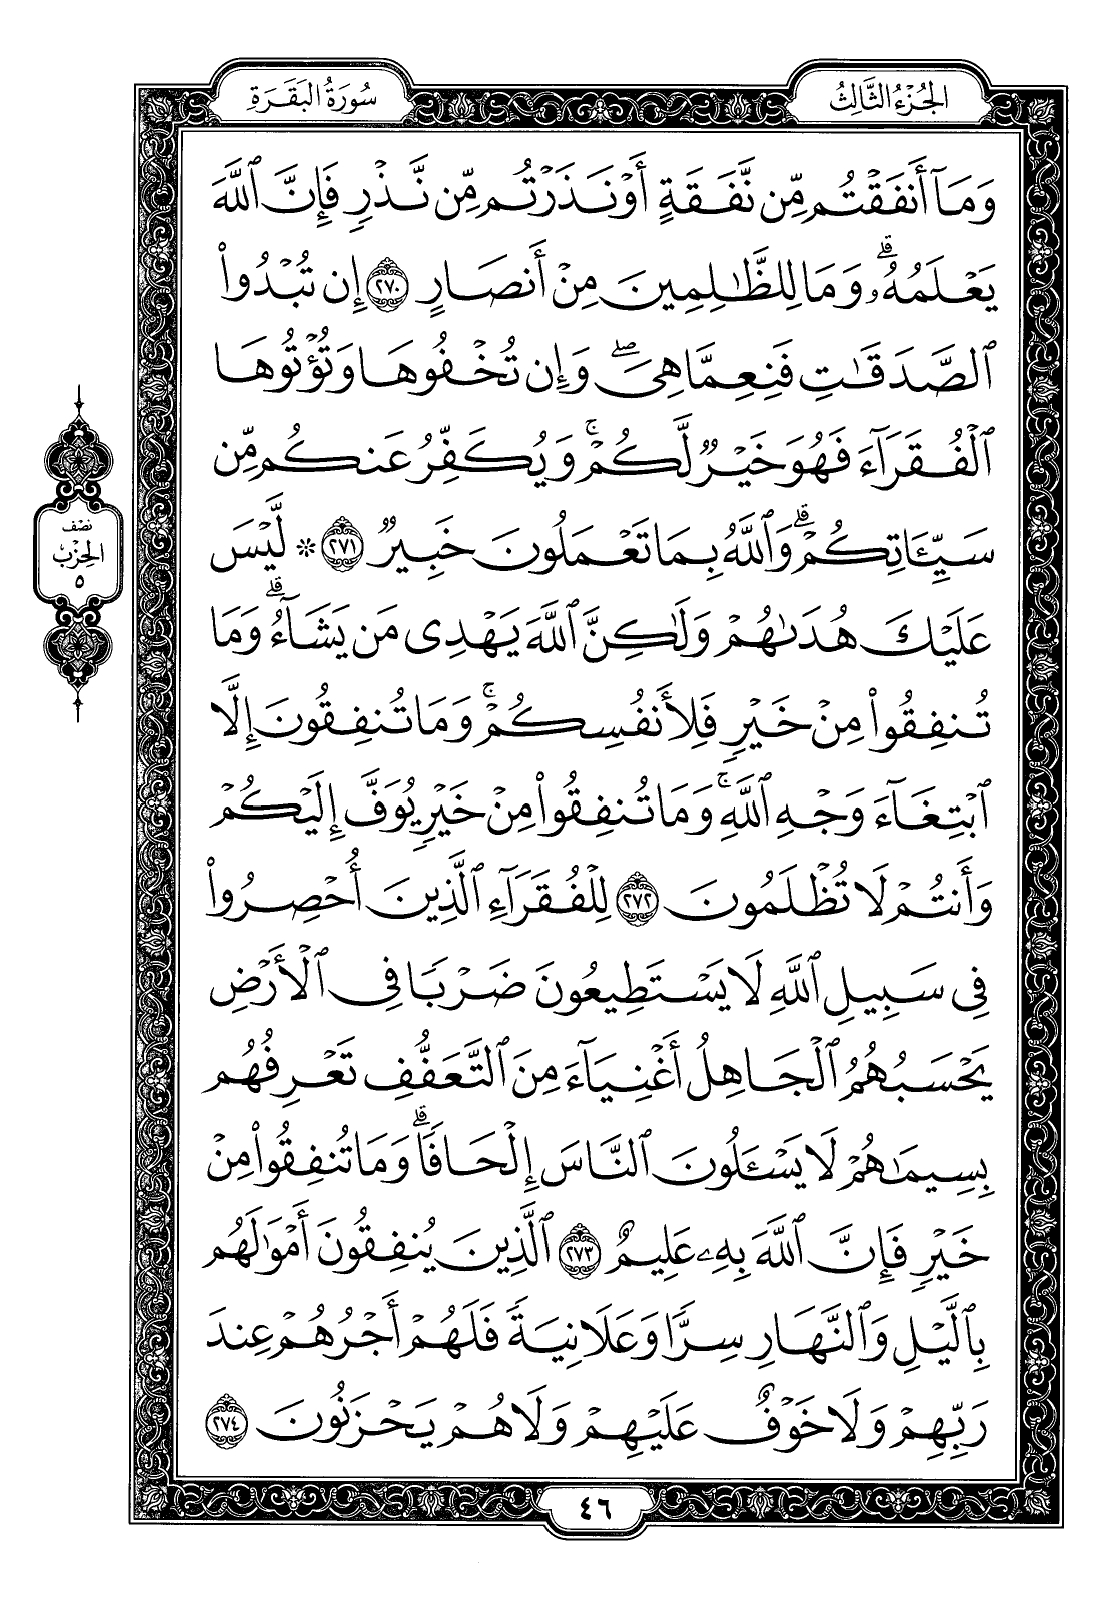 الجُزْءُ الثَّالِثُ
سُورَةُ البَقَرَةِ
وَمَآ أَنفَقْتُم مِّن نَّفَقَةٍ أَوْ نَذَرْتُم مِّن نَّذْرٍ فَإِنَّ ٱللَّهَ
يَعْلَمُهُۥۗ وَمَا لِلظَّٰلِمِينَ مِنْ أَنصَارٍ ٢٧٠ إِن تُبْدُوا۟
ٱلصَّدَقَٰتِ فَنِعِمَّا هِىَۖ وَإِن تُخْفُوهَا وَتُؤْتُوهَا
ٱلْفُقَرَآءَ فَهُوَ خَيْرٌ لَّكُمْۚ وَيُكَفِّرُ عَنكُم مِّن
سَيِّـَٔاتِكُمْۗ وَٱللَّهُ بِمَا تَعْمَلُونَ خَبِيرٌ ٢٧١ ۞ لَّيْسَ
عَلَيْكَ هُدَىٰهُمْ وَلَٰكِنَّ ٱللَّهَ يَهْدِى مَن يَشَآءُۗ وَمَا
تُنفِقُوا۟ مِنْ خَيْرٍ فَلِأَنفُسِكُمْۚ وَمَا تُنفِقُونَ إِلَّا
ٱبْتِغَآءَ وَجْهِ ٱللَّهِۚ وَمَا تُنفِقُوا۟ مِنْ خَيْرٍ يُوَفَّ إِلَيْكُمْ
وَأَنتُمْ لَا تُظْلَمُونَ ٢٧٢ لِلْفُقَرَآءِ ٱلَّذِينَ أُحْصِرُوا۟
فِى سَبِيلِ ٱللَّهِ لَا يَسْتَطِيعُونَ ضَرْبًا فِى ٱلْأَرْضِ
يَحْسَبُهُمُ ٱلْجَاهِلُ أَغْنِيَآءَ مِنَ ٱلتَّعَفُّفِ تَعْرِفُهُم
بِسِيمَٰهُمْ لَا يَسْـَٔلُونَ ٱلنَّاسَ إِلْحَافًاۗ وَمَا تُنفِقُوا۟ مِنْ
خَيْرٍ فَإِنَّ ٱللَّهَ بِهِۦ عَلِيمٌ ٢٧٣ ٱلَّذِينَ يُنفِقُونَ أَمْوَٰلَهُم
بِٱلَّيْلِ وَٱلنَّهَارِ سِرًّا وَعَلَانِيَةً فَلَهُمْ أَجْرُهُمْ عِندَ
رَبِّهِمْ وَلَا خَوْفٌ عَلَيْهِمْ وَلَا هُمْ يَحْزَنُونَ ٢٧٤
نصف
الحزب
٥
٤٦